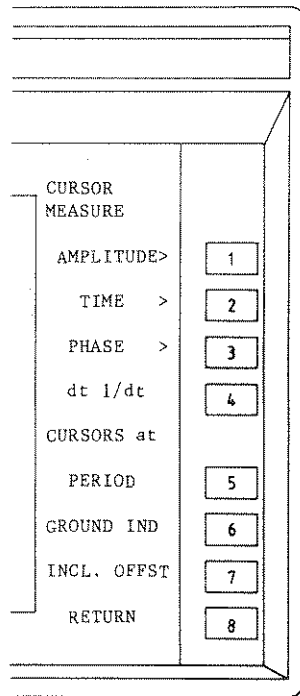 CURSOR
MEASURE
AMPLITUDE> 1
TIME > 2
PHASE > 3
dt 1/dt 4
CURSORS at
PERIOD 5
GROUND IND 6
INCL. OFFST 7
RETURN 8